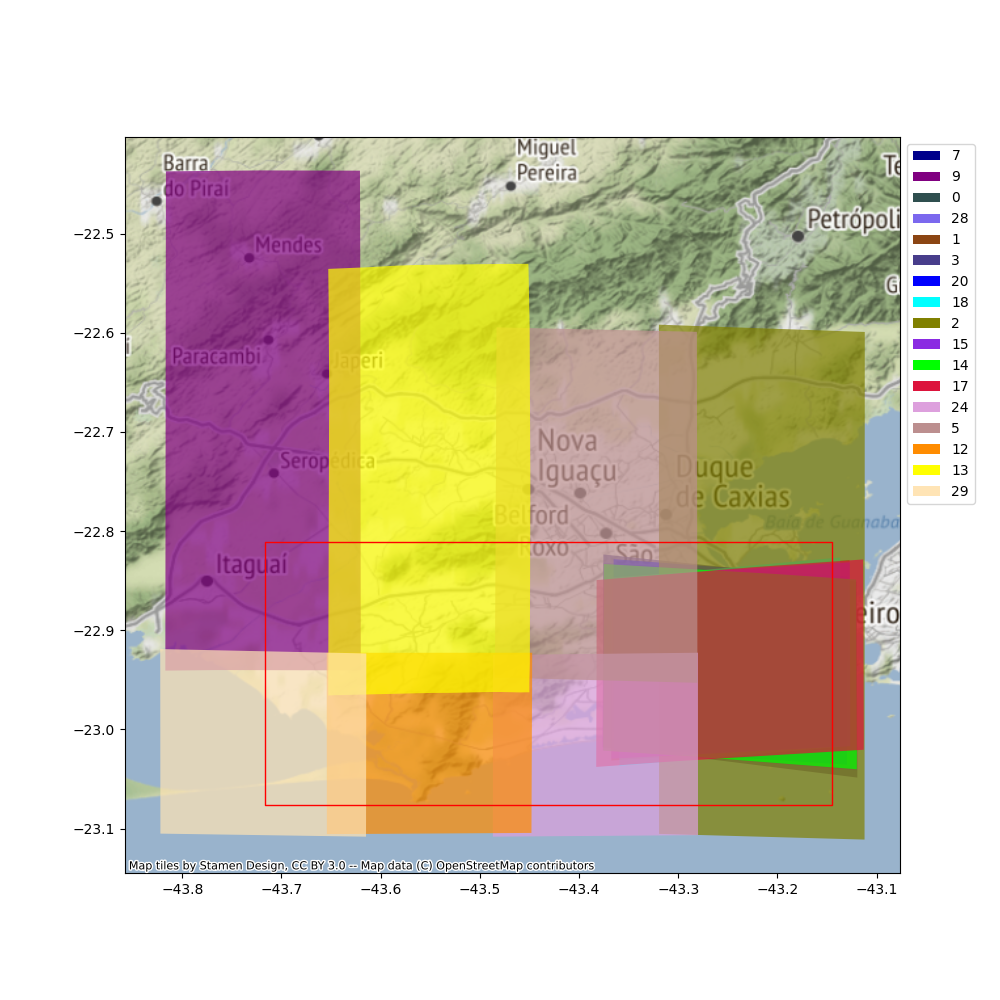 Miguel
Pereira
Barra
do Pirai
Te
Petrópoli
Mendes
G
i
Paracambi
Japeri
Nova
Iguaçu
Seropédica
Duque
de Caxias
Belford
Roxo
Baía de Guanaba
São
Itaguaí
eiro
Map tiles by Stamen Design, CC BY 3.0 -- Map data (C) OpenStreetMap contributors
−22.5
−22.6
−22.7
−22.8
−22.9
−23.0
−23.1
−43.8 −43.7 −43.6 −43.5 −43.4 −43.3 −43.2 −43.1
7
9
0
28
1
3
20
18
2
15
14
17
24
5
12
13
29